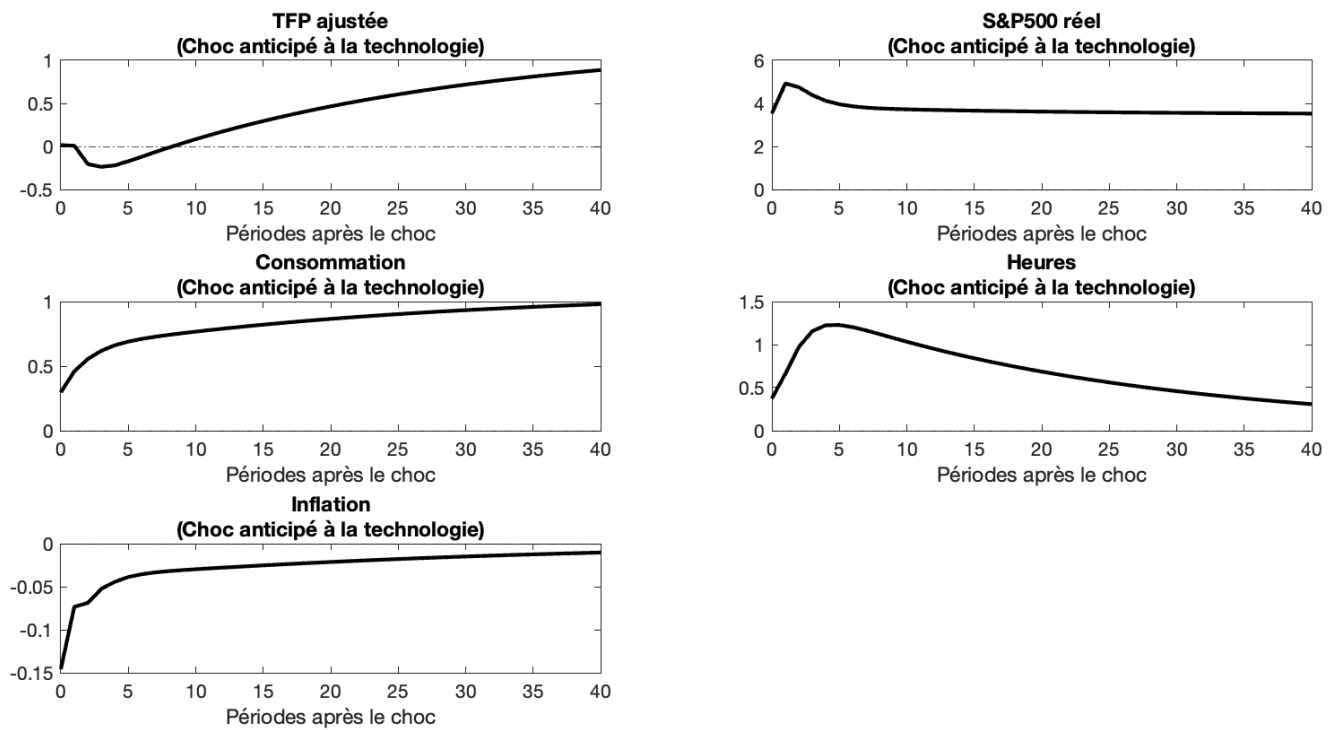 TFP ajustée
(Choc anticipé à la technologie)
1
0.5
0
-0.5
0 5 10 15 20 25 30 35 40
Périodes après le choc
S&P500 réel
(Choc anticipé à la technologie)
6
4
2
0
0 5 10 15 20 25 30 35 40
Périodes après le choc
Consommation
(Choc anticipé à la technologie)
1
0.5
0
0 5 10 15 20 25 30 35 40
Périodes après le choc
Heures
(Choc anticipé à la technologie)
1.5
1
0.5
0
0 5 10 15 20 25 30 35 40
Périodes après le choc
Inflation
(Choc anticipé à la technologie)
0
-0.05
-0.1
-0.15
0 5 10 15 20 25 30 35 40
Périodes après le choc